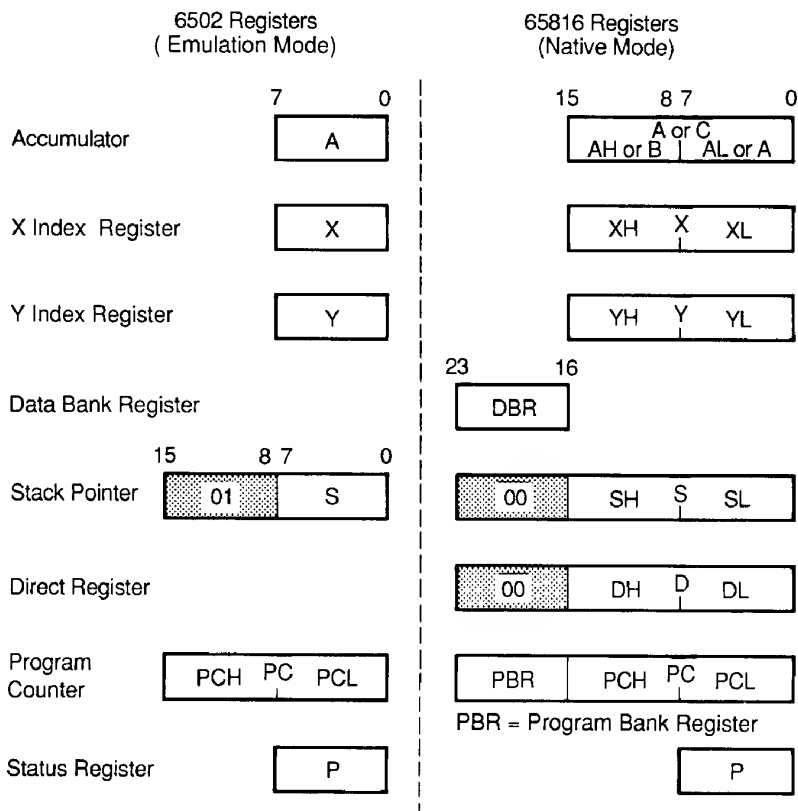 6502 Registers
( Emulation Mode)
65816 Registers
(Native Mode)
7 0
15 8 7 0
Accumulator
A
A or C
AH or B AL or A
X Index Register
X
XH X XL
Y Index Register
Y
YH Y YL
23 16
Data Bank Register
DBR
15 8 7 0
Stack Pointer
01 S
00 SH S SL
Direct Register
00 DH D DL
Program
Counter
PCH PC PCL
PBR PCH PC PCL
PBR = Program Bank Register
Status Register
P
P